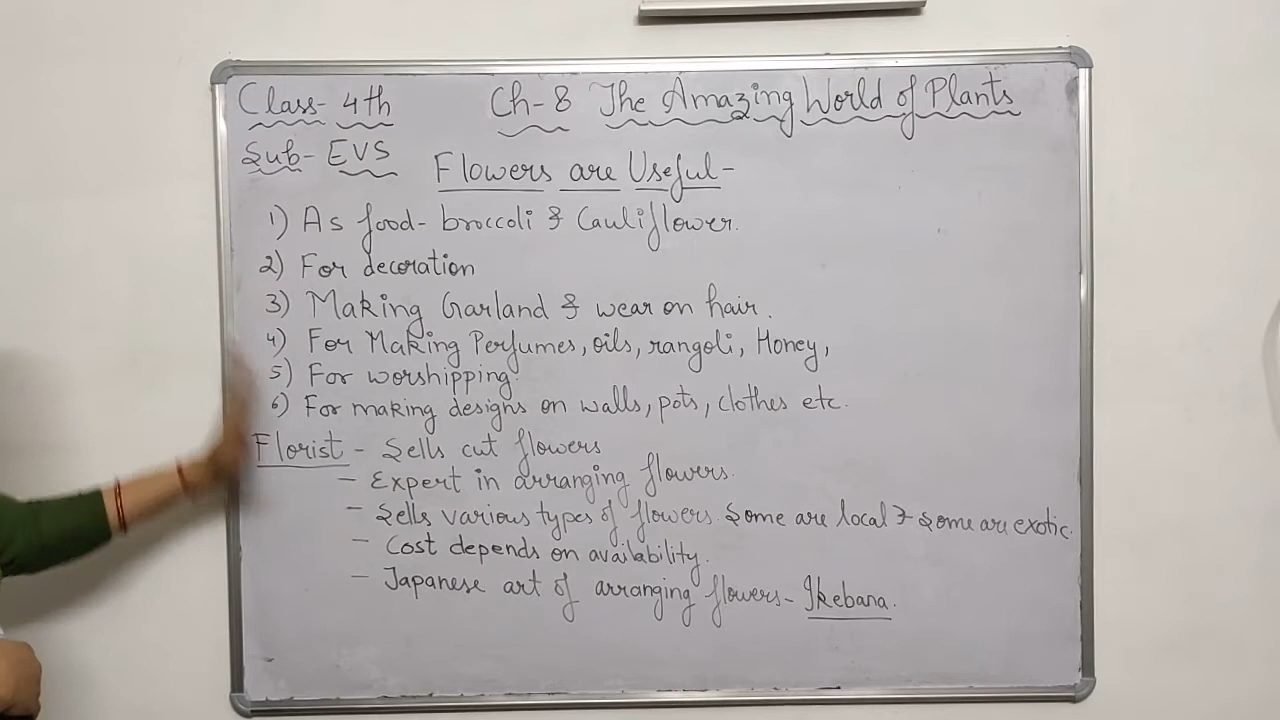 Class- 4th Ch- 8 The Amazing World of Plants
Sub- EVS
Flowers are Useful-
1) As food- broccoli & Cauliflower.
2) For decoration
3) Making Garland & wear on hair.
4) For Making Perfumes, oils, rangoli, Honey,
5) For worshipping.
6) For making designs on walls, pots, clothes etc.
Florist - Sells cut flowers
- Expert in arranging flowers.
- Sells various types of flowers. Some are local & some are exotic.
- Cost depends on availability.
- Japanese art of arranging flowers- Ikebana.